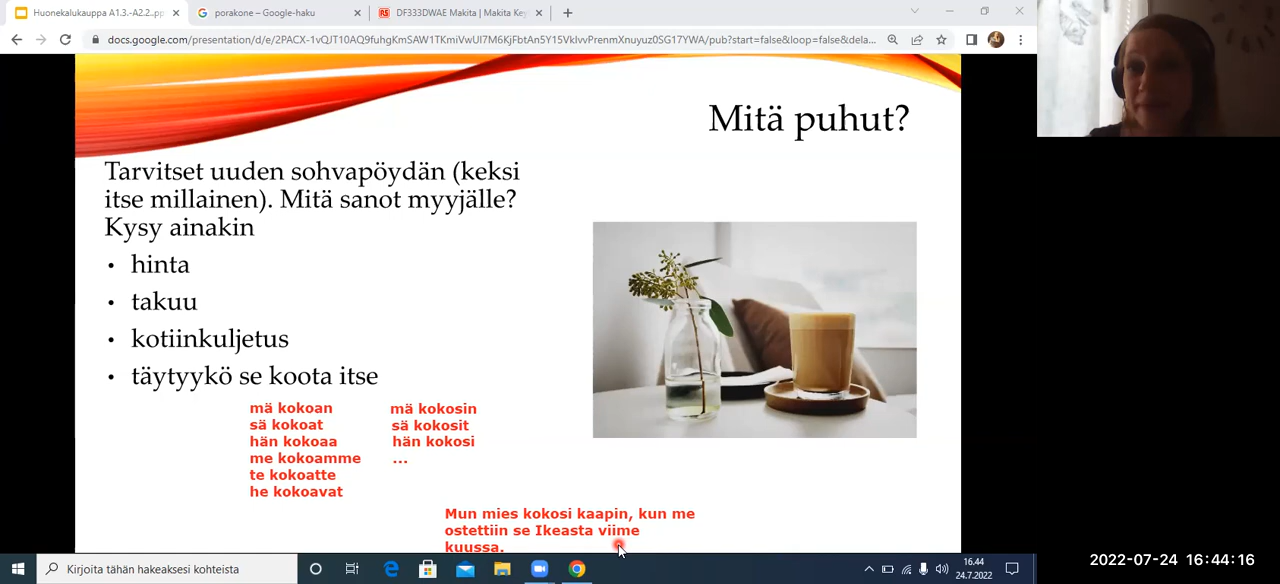 Huonekalukauppa A1.3.-A2.2..pp
porakone – Google-haku
DF333DWAE Makita | Makita Key
docs.google.com/presentation/d/e/2PACX-1vQJT10AQ9fuhgKmSAW1TKmiVwUl7M6KjFbtAn5Y15VkIvvPrenmXnuyuz0SG17YWA/pub?start=false&loop=false&dela...
Mitä puhut?
Tarvitset uuden sohvapöydän (keksi
itse millainen). Mitä sanot myyjälle?
Kysy ainakin
• hinta
• takuu
• kotiinkuljetus
• täytyykö se koota itse
mä kokoan
sä kokoat
hän kokoaa
me kokoamme
te kokoatte
he kokoavat
mä kokosin
sä kokosit
hän kokosi
...
Mun mies kokosi kaapin, kun me
ostettiin se Ikeasta viime
kuussa.
Kirjoita tähän hakeaksesi kohteista
16.44
24.7.2022
2022-07-24 16:44:16